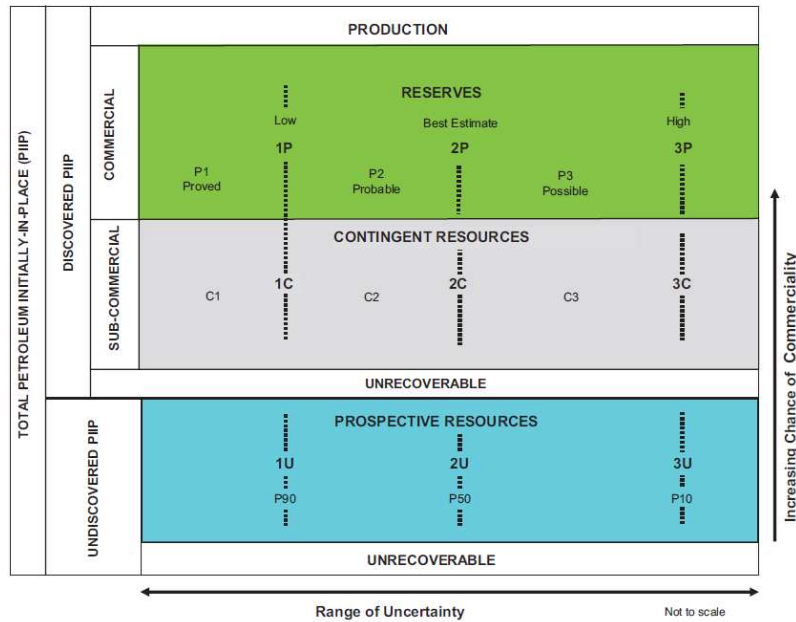 TOTAL PETROLEUM INITIALLY-IN-PLACE (PIIP)
DISCOVERED PIIP
UNDISCOVERED PIIP
COMMERCIAL
SUB-COMMERCIAL
PRODUCTION
RESERVES
Low
Best Estimate
High
1P
2P
3P
P1
Proved
P2
Probable
P3
Possible
CONTINGENT RESOURCES
1C
2C
3C
C1
C2
C3
UNRECOVERABLE
PROSPECTIVE RESOURCES
1U
2U
3U
P90
P50
P10
UNRECOVERABLE
Increasing Chance of Commerciality
Range of Uncertainty
Not to scale